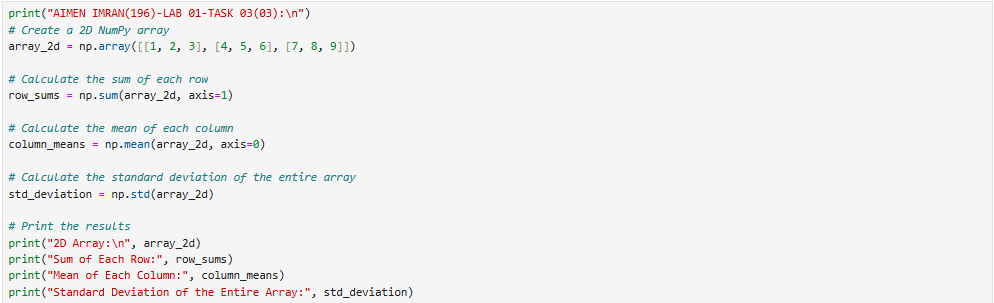 print("AIMEN IMRAN(196)-LAB 01-TASK 03(03):\n")
# Create a 2D NumPy array
array_2d = np.array([[1, 2, 3], [4, 5, 6], [7, 8, 9]])
# Calculate the sum of each row
row_sums = np.sum(array_2d, axis=1)
# Calculate the mean of each column
column_means = np.mean(array_2d, axis=0)
# Calculate the standard deviation of the entire array
std_deviation = np.std(array_2d)
# Print the results
print("2D Array:\n", array_2d)
print("Sum of Each Row:", row_sums)
print("Mean of Each Column:", column_means)
print("Standard Deviation of the Entire Array:", std_deviation)